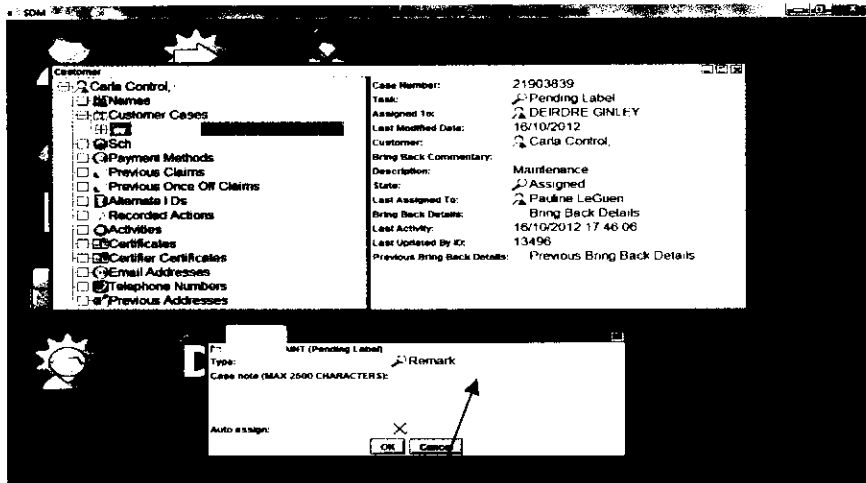 SDM
Customer
Carla Control,
Names
Customer Cases
Sch
Payment Methods
Previous Claims
Previous Once Off Claims
Alternate IDs
Recorded Actions
Activities
Certificates
Certifier Certificates
Email Addresses
Telephone Numbers
Previous Addresses
Case Number: 21903839
Task: Pending Label
Assigned To: DEIRDRE GINLEY
Last Modified Date: 16/10/2012
Customer: Carla Control,
Bring Back Commentary:
Description: Maintenance
State: Assigned
Last Assigned To: Pauline LeGuen
Bring Back Details: Bring Back Details
Last Activity: 16/10/2012 17 46 06
Last Updated By ID: 13496
Previous Bring Back Details: Previous Bring Back Details
UNT (Pending Label)
Type: Remark
Case note (MAX 2500 CHARACTERS):
Auto assign:
OK Cancel